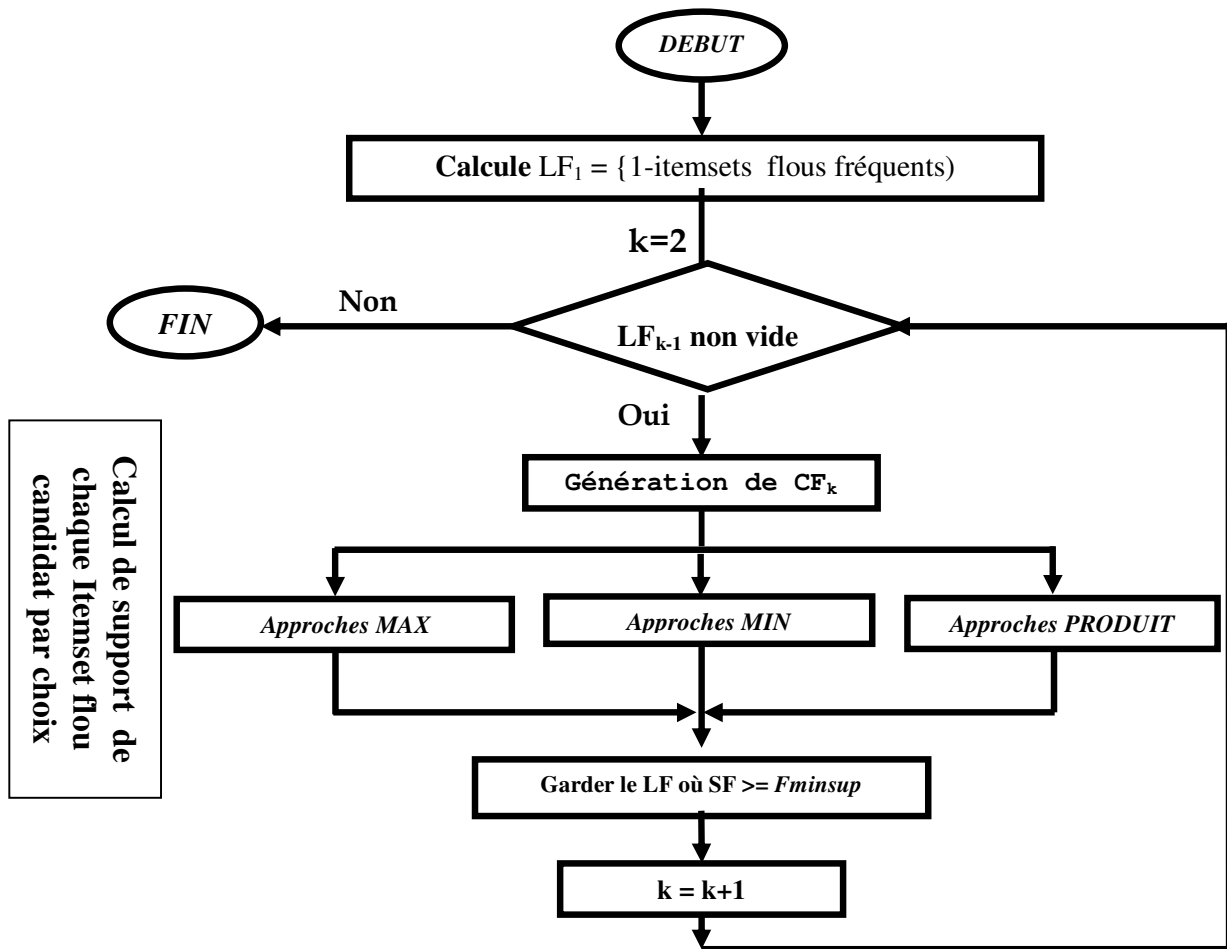 DEBUT
Calcule LF₁ = {1-itemsets flous fréquents)
k=2
Non
FIN
LFₖ₋₁ non vide
Oui
Génération de CFₖ
Calcul de support de
chaque Itemset flou
candidat par choix
Approches MAX
Approches MIN
Approches PRODUIT
Garder le LF où SF >= Fminsup
k = k+1